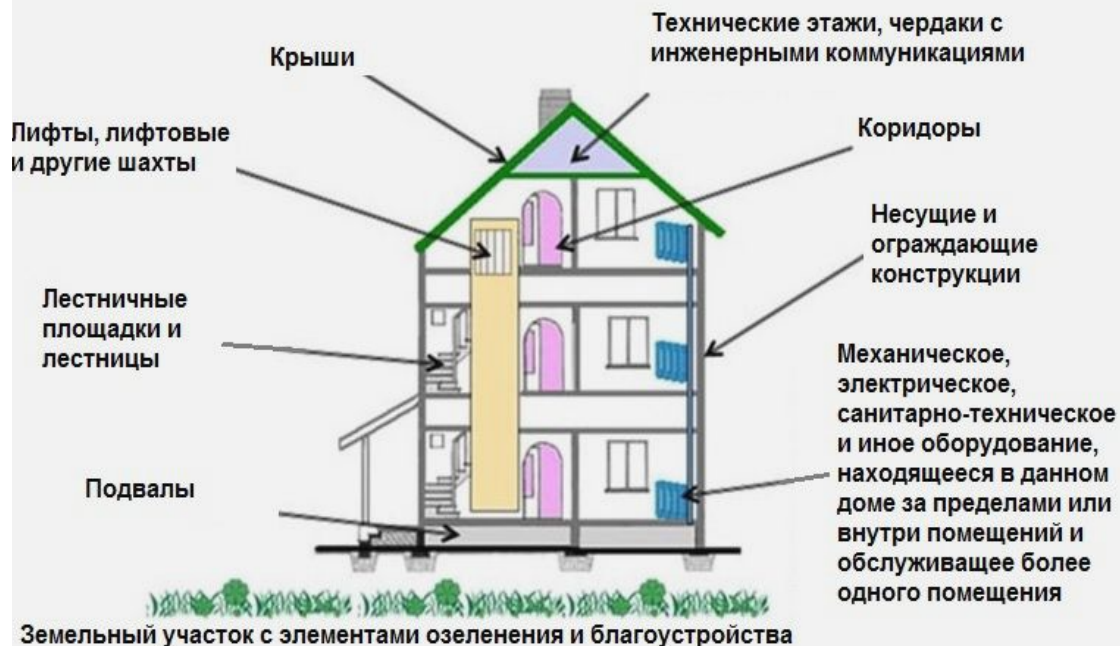 Технические этажи, чердаки с
инженерными коммуникациями
Крыши
Лифты, лифтовые
и другие шахты
Коридоры
Несущие и
ограждающие
конструкции
Лестничные
площадки и
лестницы
Механическое,
электрическое,
санитарно-техническое
и иное оборудование,
находящееся в данном
доме за пределами или
внутри помещений и
обслуживащее более
одного помещения
Подвалы
Земельный участок с элементами озеленения и благоустройства